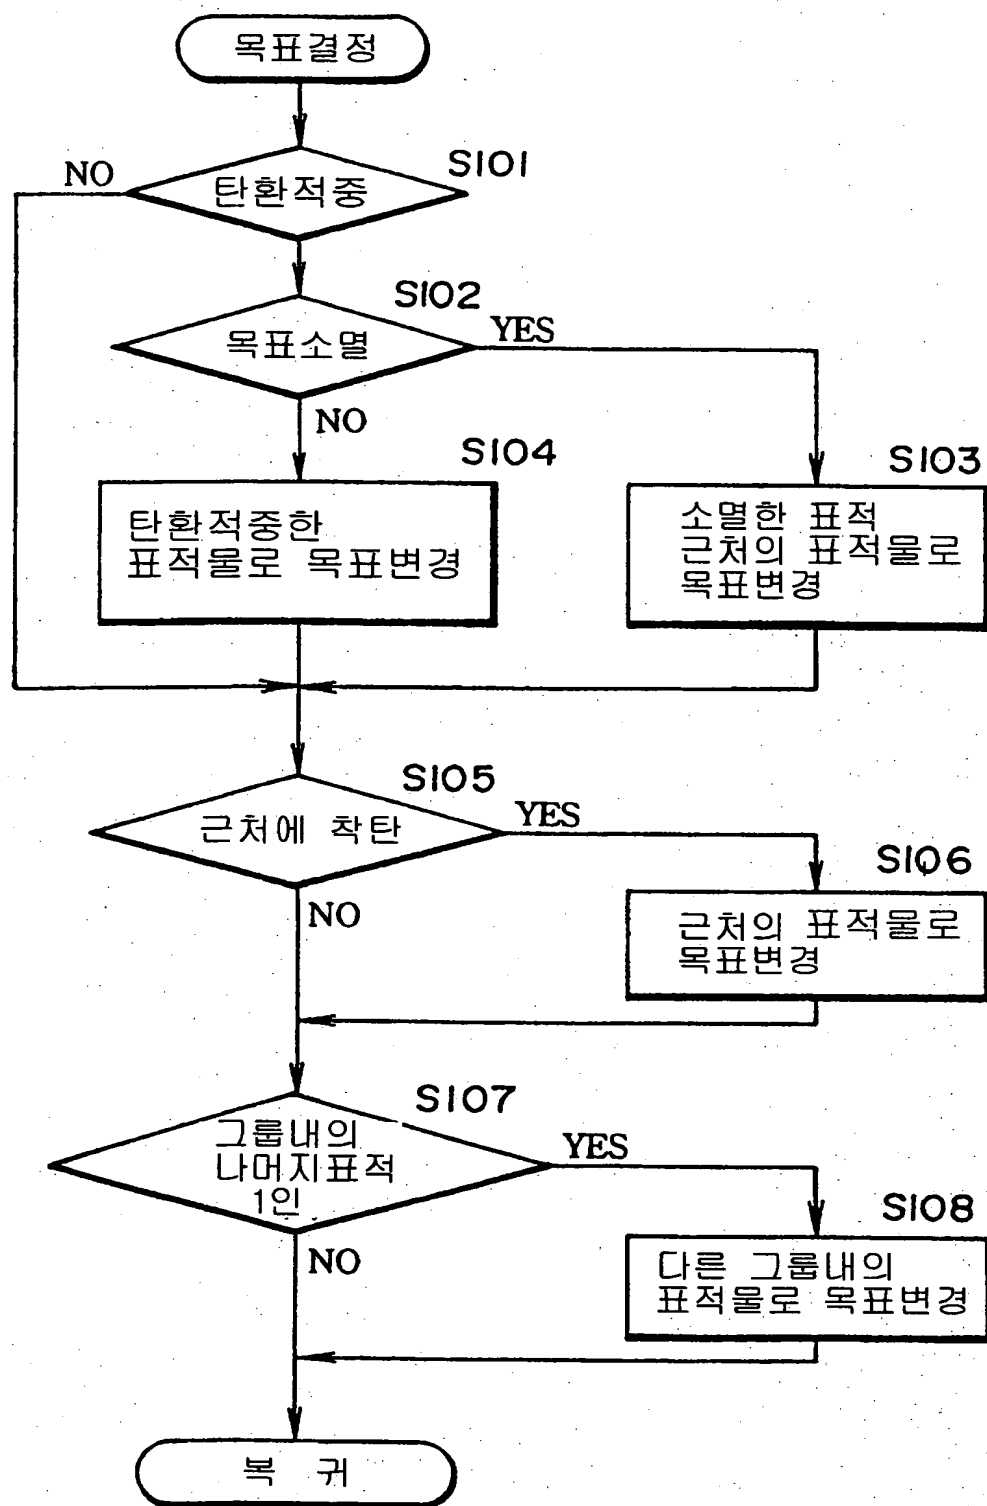 목표결정
S101
NO
탄환적중
S102
YES
목표소멸
NO
S104
S103
탄환적중한
표적물로 목표변경
소멸한 표적
근처의 표적물로
목표변경
S105
YES
근처에 착탄
S106
NO
근처의 표적물로
목표변경
S107
YES
그룹내의
나머지표적
1인
S108
NO
다른 그룹내의
표적물로 목표변경
복 귀